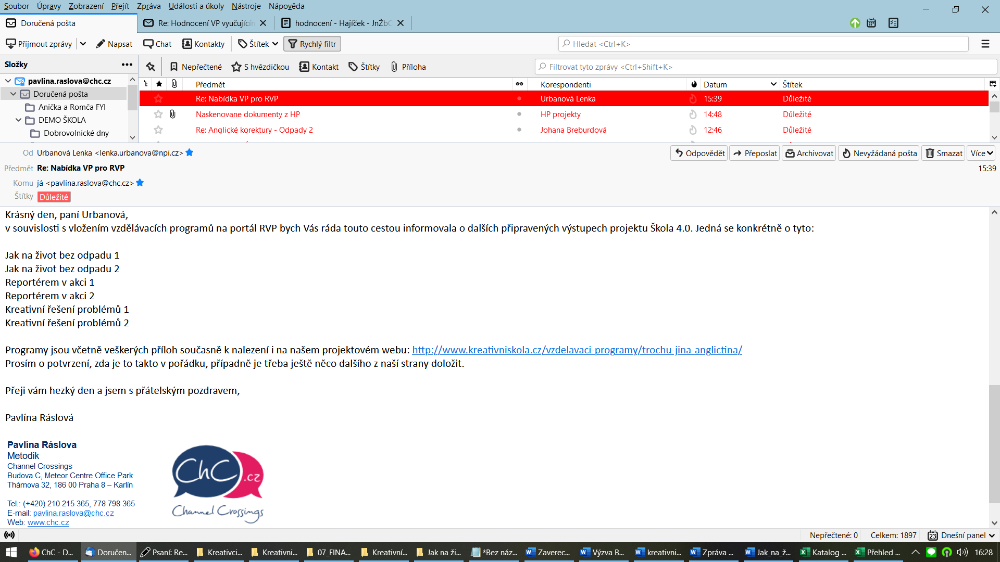 Soubor Úpravy Zobrazení Přejít Zpráva Události a úkoly Nástroje Nápověda
Doručená pošta Re: Hodnocení VP vyučujícím hodnocení - Hajíček - JnŽbO
Přijmout zprávy Napsat Chat Kontakty Štítek Rychlý filtr Hledat <Ctrl+K>
Složky Nepřečtené S hvězdičkou Kontakt Štítky Příloha Filtrovat tyto zprávy <Ctrl+Shift+K>
pavlina.raslova@chc.cz Předmět Korespondenti Datum Štítek
Doručená pošta Re: Nabídka VP pro RVP Urbanová Lenka 15:39 Důležité
Anička a Romča FYI Naskenovane dokumenty z HP HP projekty 14:48 Důležité
DEMO ŠKOLA Re: Anglické korektury - Odpady 2 Johana Breburdová 12:46 Důležité
Dobrovolnické dny
Od Urbanová Lenka <lenka.urbanova@npi.cz> Odpovědět Přeposlat Archivovat Nevyžádaná pošta Smazat Více
Předmět Re: Nabídka VP pro RVP 15:39
Komu já <pavlina.raslova@chc.cz>
Štítky Důležité
Krásný den, paní Urbanová,
v souvislosti s vložením vzdělávacích programů na portál RVP bych Vás ráda touto cestou informovala o dalších připravených výstupech projektu Škola 4.0. Jedná se konkrétně o tyto:
Jak na život bez odpadu 1
Jak na život bez odpadu 2
Reportérem v akci 1
Reportérem v akci 2
Kreativní řešení problémů 1
Kreativní řešení problémů 2
Programy jsou včetně veškerých příloh současně k nalezení i na našem projektovém webu: http://www.kreativniskola.cz/vzdelavaci-programy/trochu-jina-anglictina/
Prosím o potvrzení, zda je to takto v pořádku, případně je třeba ještě něco dalšího z naší strany doložit.
Přeji vám hezký den a jsem s přátelským pozdravem,
Pavlína Ráslová
Pavlína Ráslova
Metodik
Channel Crossings
Budova C, Meteor Centre Office Park
Thámova 32, 186 00 Praha 8 – Karlín
Tel.: (+420) 210 215 365, 778 798 365
E-mail: pavlina.raslova@chc.cz
Web: www.chc.cz
ChC.cz
Channel Crossings
Nepřečtené: 0 Celkem: 1897 23 Dnešní panel
ChC - D... Doručen... Psaní: Re... Kreativci... Kreativni... 07_FINA... Kreativní... Jak na ži... *Bez náz... Zaverec... Výzva B... kreativni... Zpráva ... Jak_na_ž... Katalog ... Přehled ... 16:28